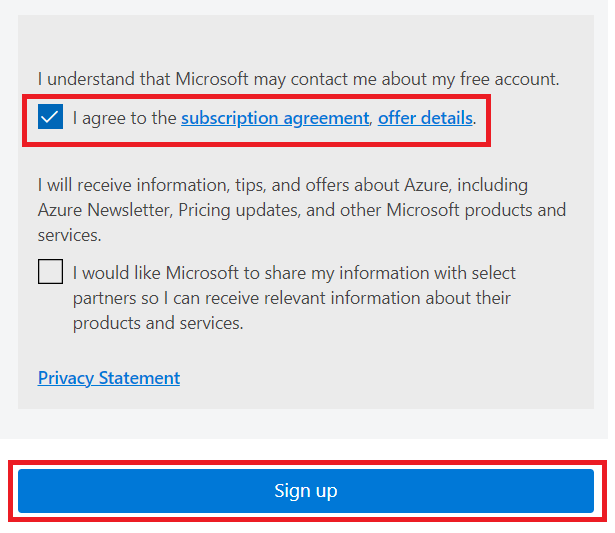 I understand that Microsoft may contact me about my free account.
I agree to the subscription agreement, offer details.
I will receive information, tips, and offers about Azure, including
Azure Newsletter, Pricing updates, and other Microsoft products and
services.
I would like Microsoft to share my information with select
partners so I can receive relevant information about their
products and services.
Privacy Statement
Sign up